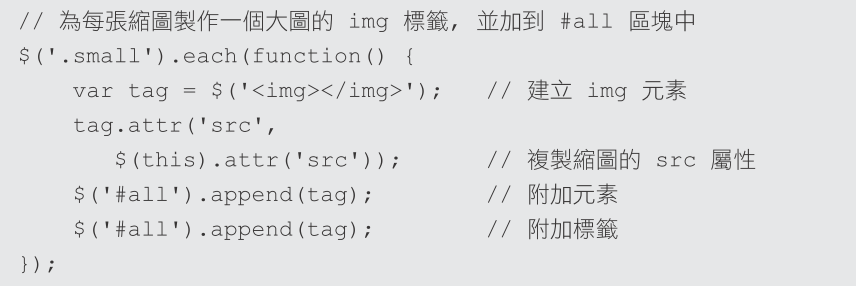 // 為每張縮圖製作一個大圖的 img 標籤, 並加到 #all 區塊中
$('.small').each(function() {
    var tag = $('<img></img>');   // 建立 img 元素
    tag.attr('src',
       $(this).attr('src'));      // 複製縮圖的 src 屬性
    $('#all').append(tag);        // 附加元素
    $('#all').append(tag);        // 附加標籤
});